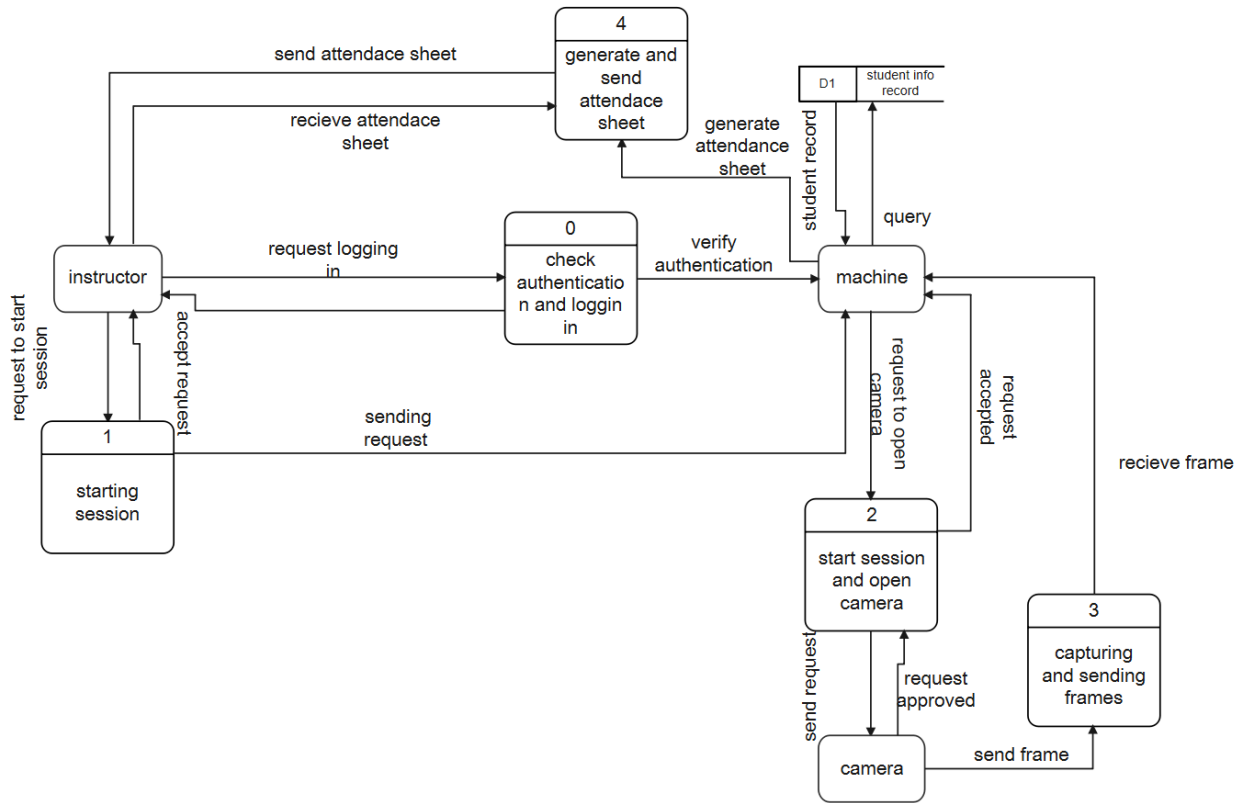 4
generate and
send
attendace
sheet
send attendace sheet
recieve attendace
sheet
D1
student info
record
generate
attendance
sheet
student record
query
0
check
authenticatio
n and loggin
in
request logging
in
verify
authentication
instructor
machine
request to start
session
accept request
1
starting
session
sending
request
request to open
camera
request
accepted
recieve frame
2
start session
and open
camera
3
capturing
and sending
frames
send request
request
approved
camera
send frame